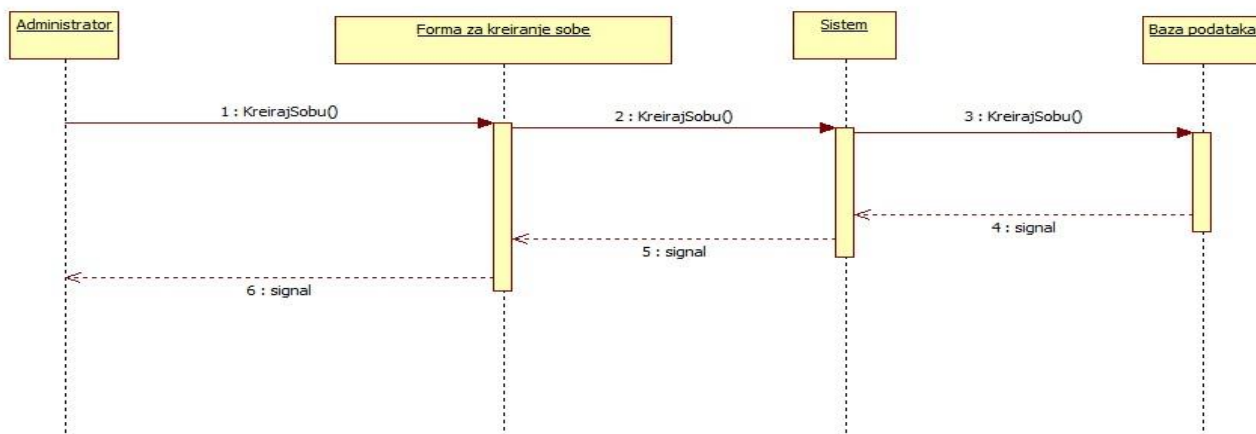 Administrator
Forma za kreiranje sobe
Sistem
Baza podataka
1 : KreirajSobu()
2 : KreirajSobu()
3 : KreirajSobu()
4 : signal
5 : signal
6 : signal